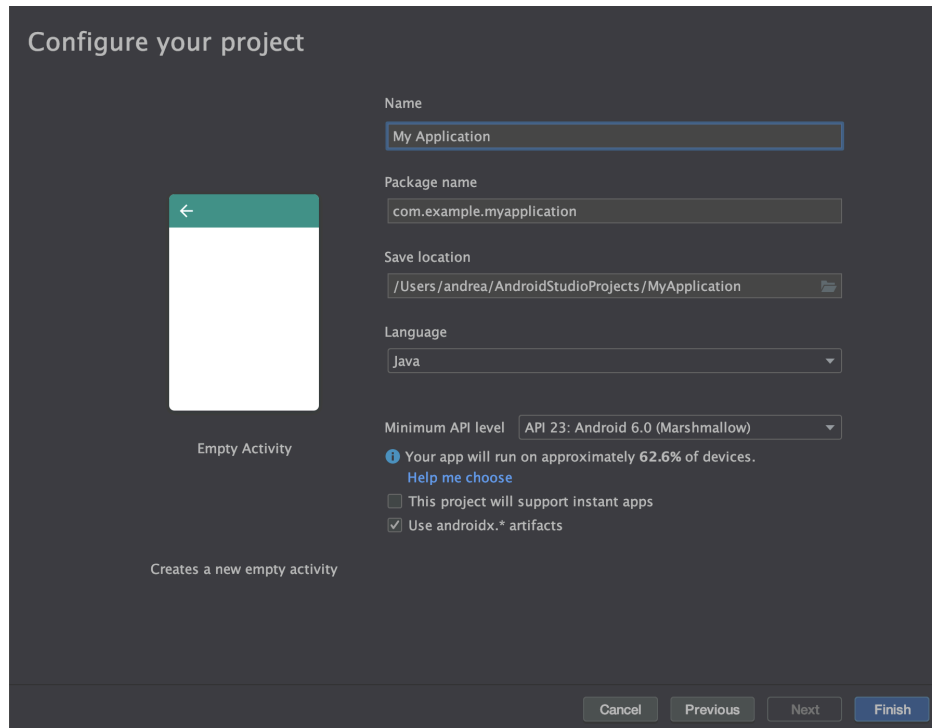 Configure your project
Name
My Application
Package name
com.example.myapplication
Save location
/Users/andrea/AndroidStudioProjects/MyApplication
Language
Java
Minimum API level API 23: Android 6.0 (Marshmallow)
Your app will run on approximately 62.6% of devices.
Help me choose
This project will support instant apps
Use androidx.* artifacts
Empty Activity
Creates a new empty activity
Cancel Previous Next Finish